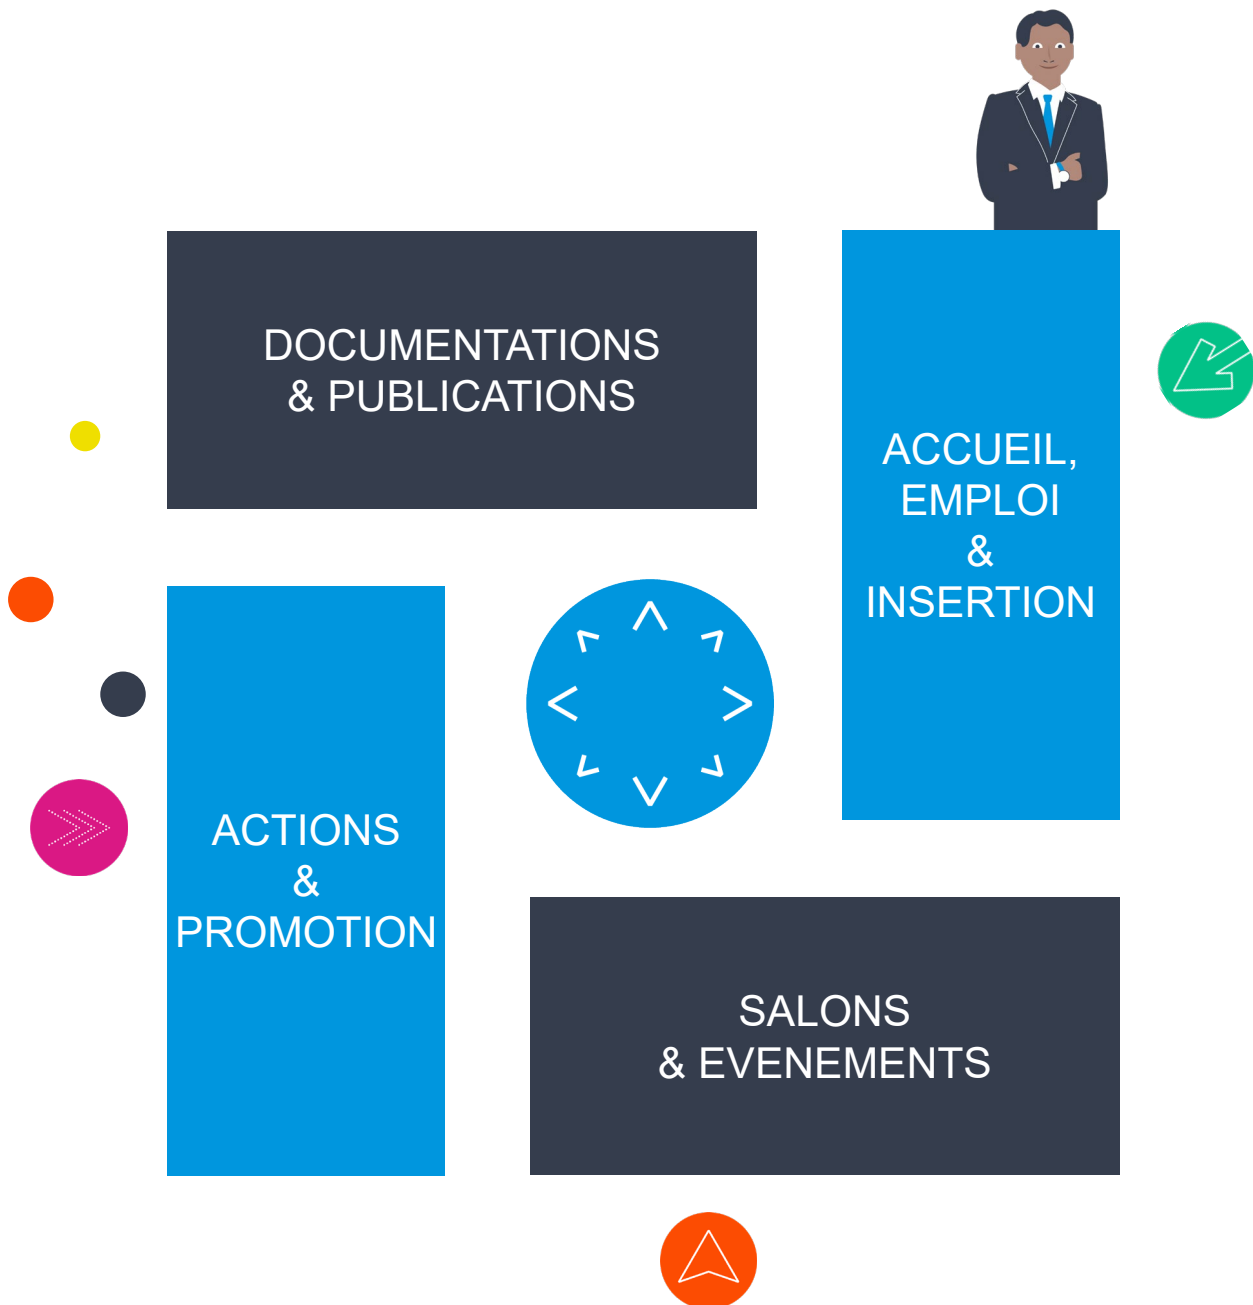 DOCUMENTATIONS
& PUBLICATIONS
ACCUEIL,
EMPLOI
&
INSERTION
ACTIONS
&
PROMOTION
SALONS
& EVENEMENTS